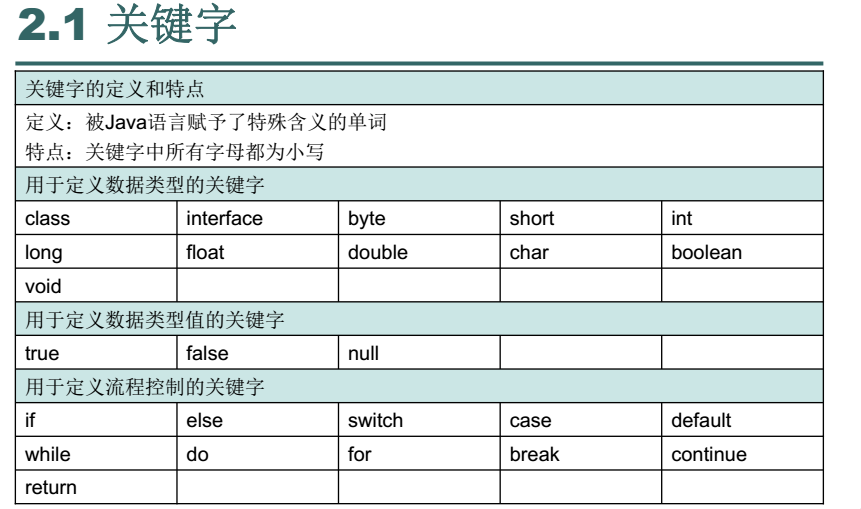 2.1 关键字
关键字的定义和特点
定义：被Java语言赋予了特殊含义的单词
特点：关键字中所有字母都为小写
用于定义数据类型的关键字
class interface byte short int
long float double char boolean
void
用于定义数据类型值的关键字
true false null
用于定义流程控制的关键字
if else switch case default
while do for break continue
return